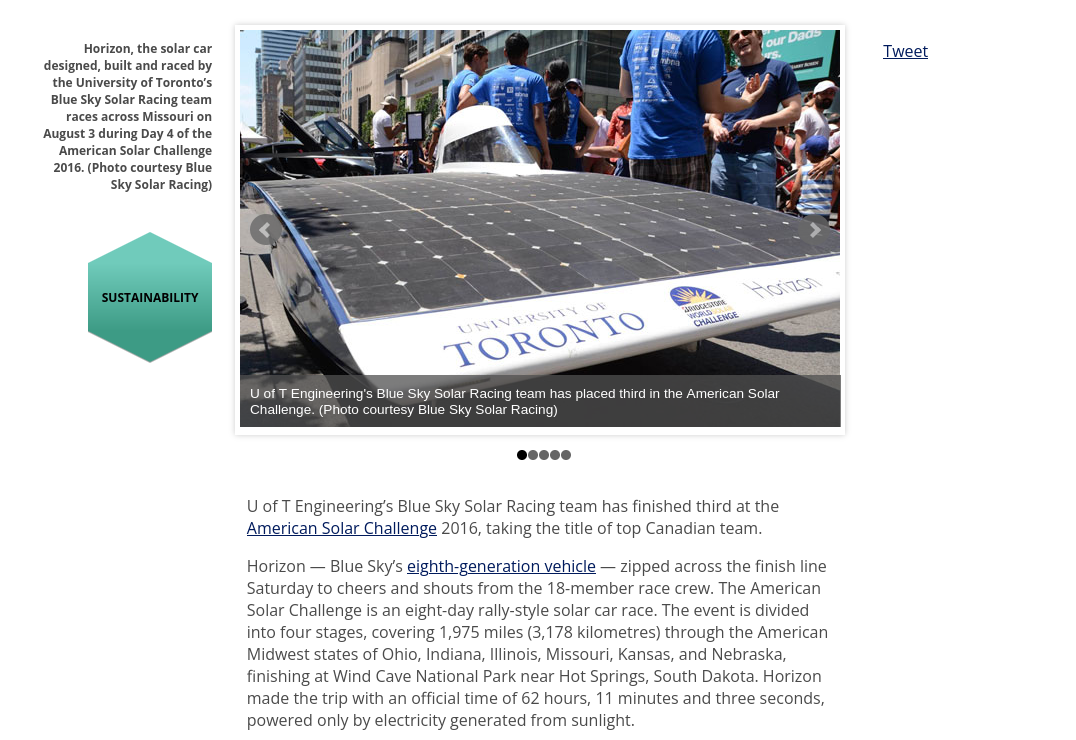 Horizon, the solar car
designed, built and raced by
the University of Toronto’s
Blue Sky Solar Racing team
races across Missouri on
August 3 during Day 4 of the
American Solar Challenge
2016. (Photo courtesy Blue
Sky Solar Racing)
SUSTAINABILITY
our Dads
UNIVERSITY OF
TORONTO
BRIDGESTONE
WORLD SOLAR
CHALLENGE
Horizon
U of T Engineering's Blue Sky Solar Racing team has placed third in the American Solar
Challenge. (Photo courtesy Blue Sky Solar Racing)
Tweet
U of T Engineering’s Blue Sky Solar Racing team has finished third at the
American Solar Challenge 2016, taking the title of top Canadian team.
Horizon — Blue Sky’s eighth-generation vehicle — zipped across the finish line
Saturday to cheers and shouts from the 18-member race crew. The American
Solar Challenge is an eight-day rally-style solar car race. The event is divided
into four stages, covering 1,975 miles (3,178 kilometres) through the American
Midwest states of Ohio, Indiana, Illinois, Missouri, Kansas, and Nebraska,
finishing at Wind Cave National Park near Hot Springs, South Dakota. Horizon
made the trip with an official time of 62 hours, 11 minutes and three seconds,
powered only by electricity generated from sunlight.